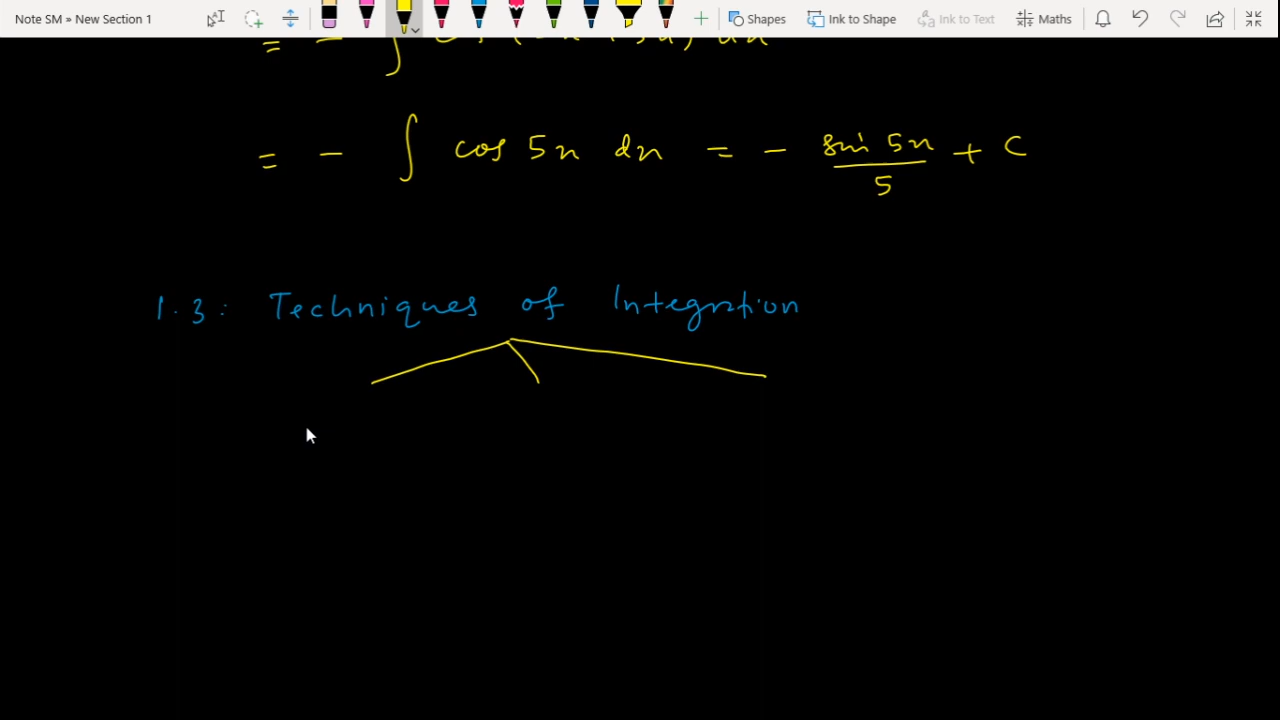 Note SM » New Section 1
Shapes
Ink to Shape
Ink to Text
Maths
= - ∫ dx
= - ∫ cos 5x dx = - sin 5x / 5 + C
1.3: Techniques of Integration